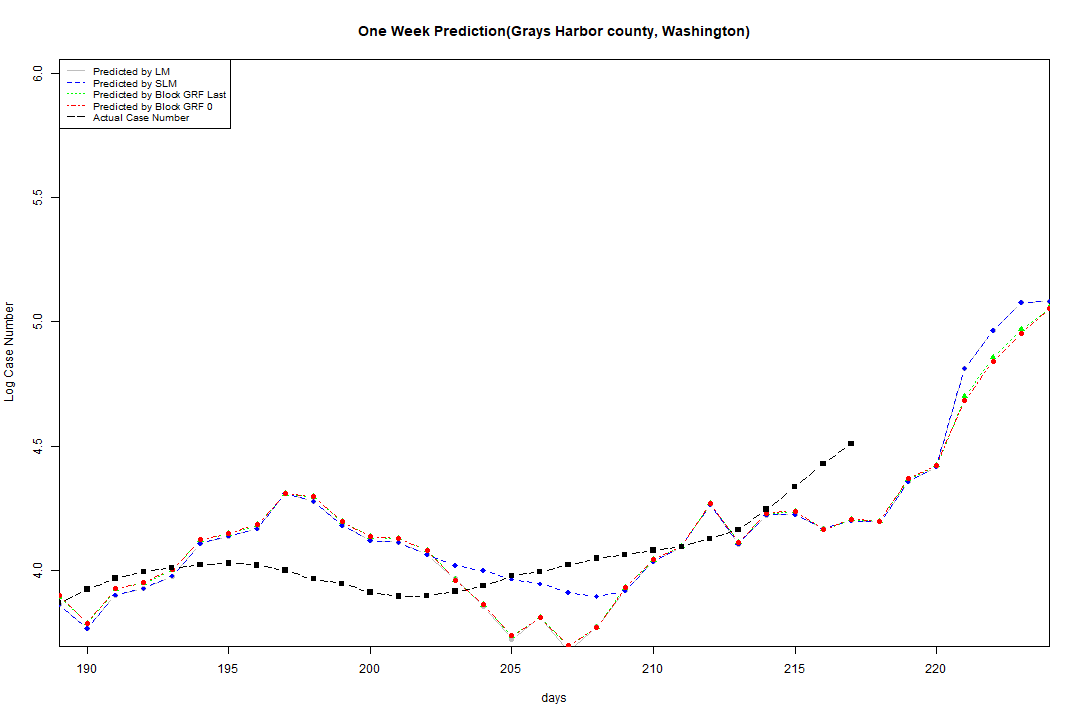 One Week Prediction(Grays Harbor county, Washington)
Predicted by LM
Predicted by SLM
Predicted by Block GRF Last
Predicted by Block GRF 0
Actual Case Number
6.0
5.5
5.0
4.5
4.0
Log Case Number
190 195 200 205 210 215 220
days